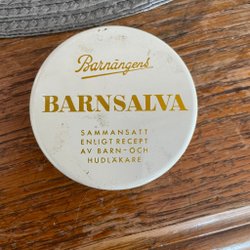 Barnängens
BARNSALVA
SAMMANSATT
ENLIGT RECEPT
AV BARN- OCH
HUDLÄKARE